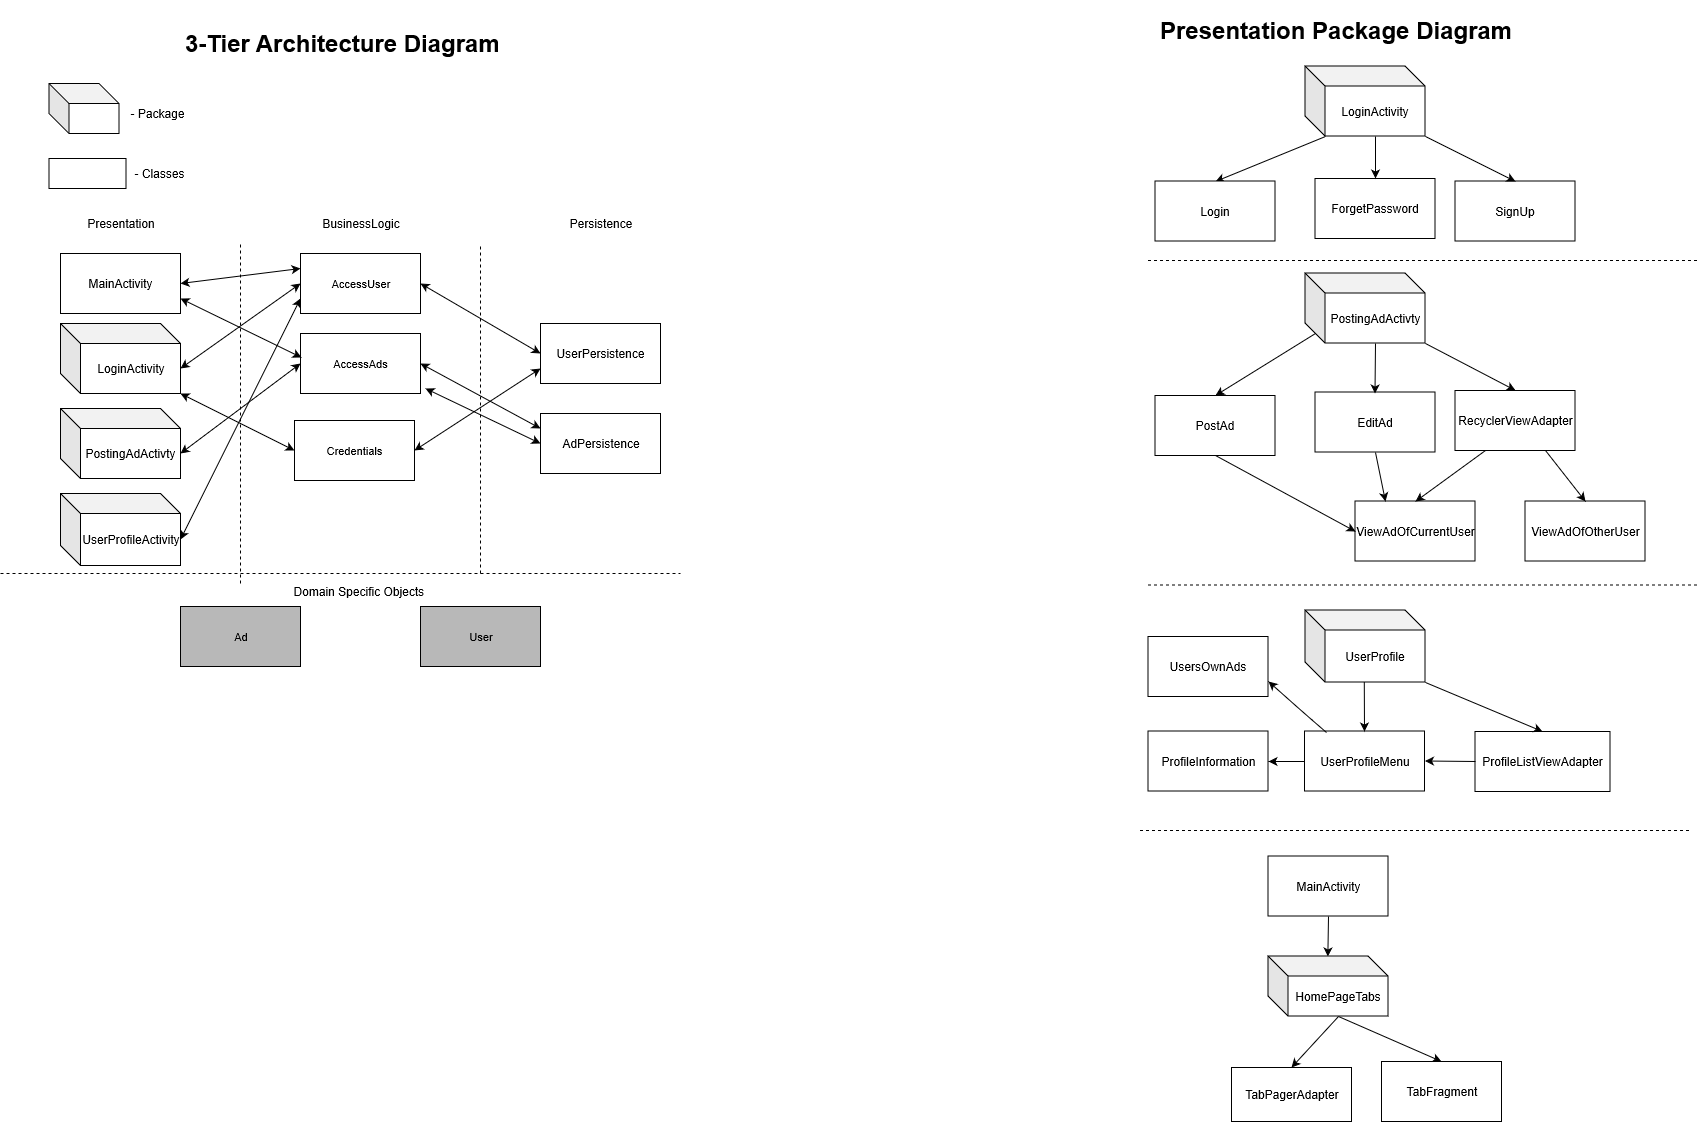 3-Tier Architecture Diagram
- Package
- Classes
Presentation
BusinessLogic
Persistence
MainActivity
AccessUser
LoginActivity
AccessAds
UserPersistence
PostingAdActivty
Credentials
AdPersistence
UserProfileActivity
Domain Specific Objects
Ad
User
Presentation Package Diagram
LoginActivity
Login
ForgetPassword
SignUp
PostingAdActivty
PostAd
EditAd
RecyclerViewAdapter
ViewAdOfCurrentUser
ViewAdOfOtherUser
UserProfile
UsersOwnAds
ProfileInformation
UserProfileMenu
ProfileListViewAdapter
MainActivity
HomePageTabs
TabPagerAdapter
TabFragment